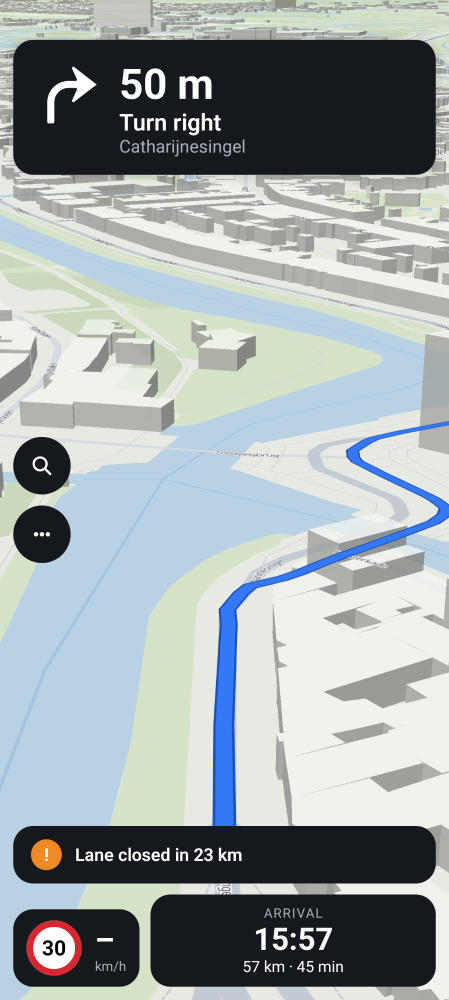 50 m
Turn right
Catharijnesingel
Lane closed in 23 km
30
–
km/h
ARRIVAL
15:57
57 km · 45 min